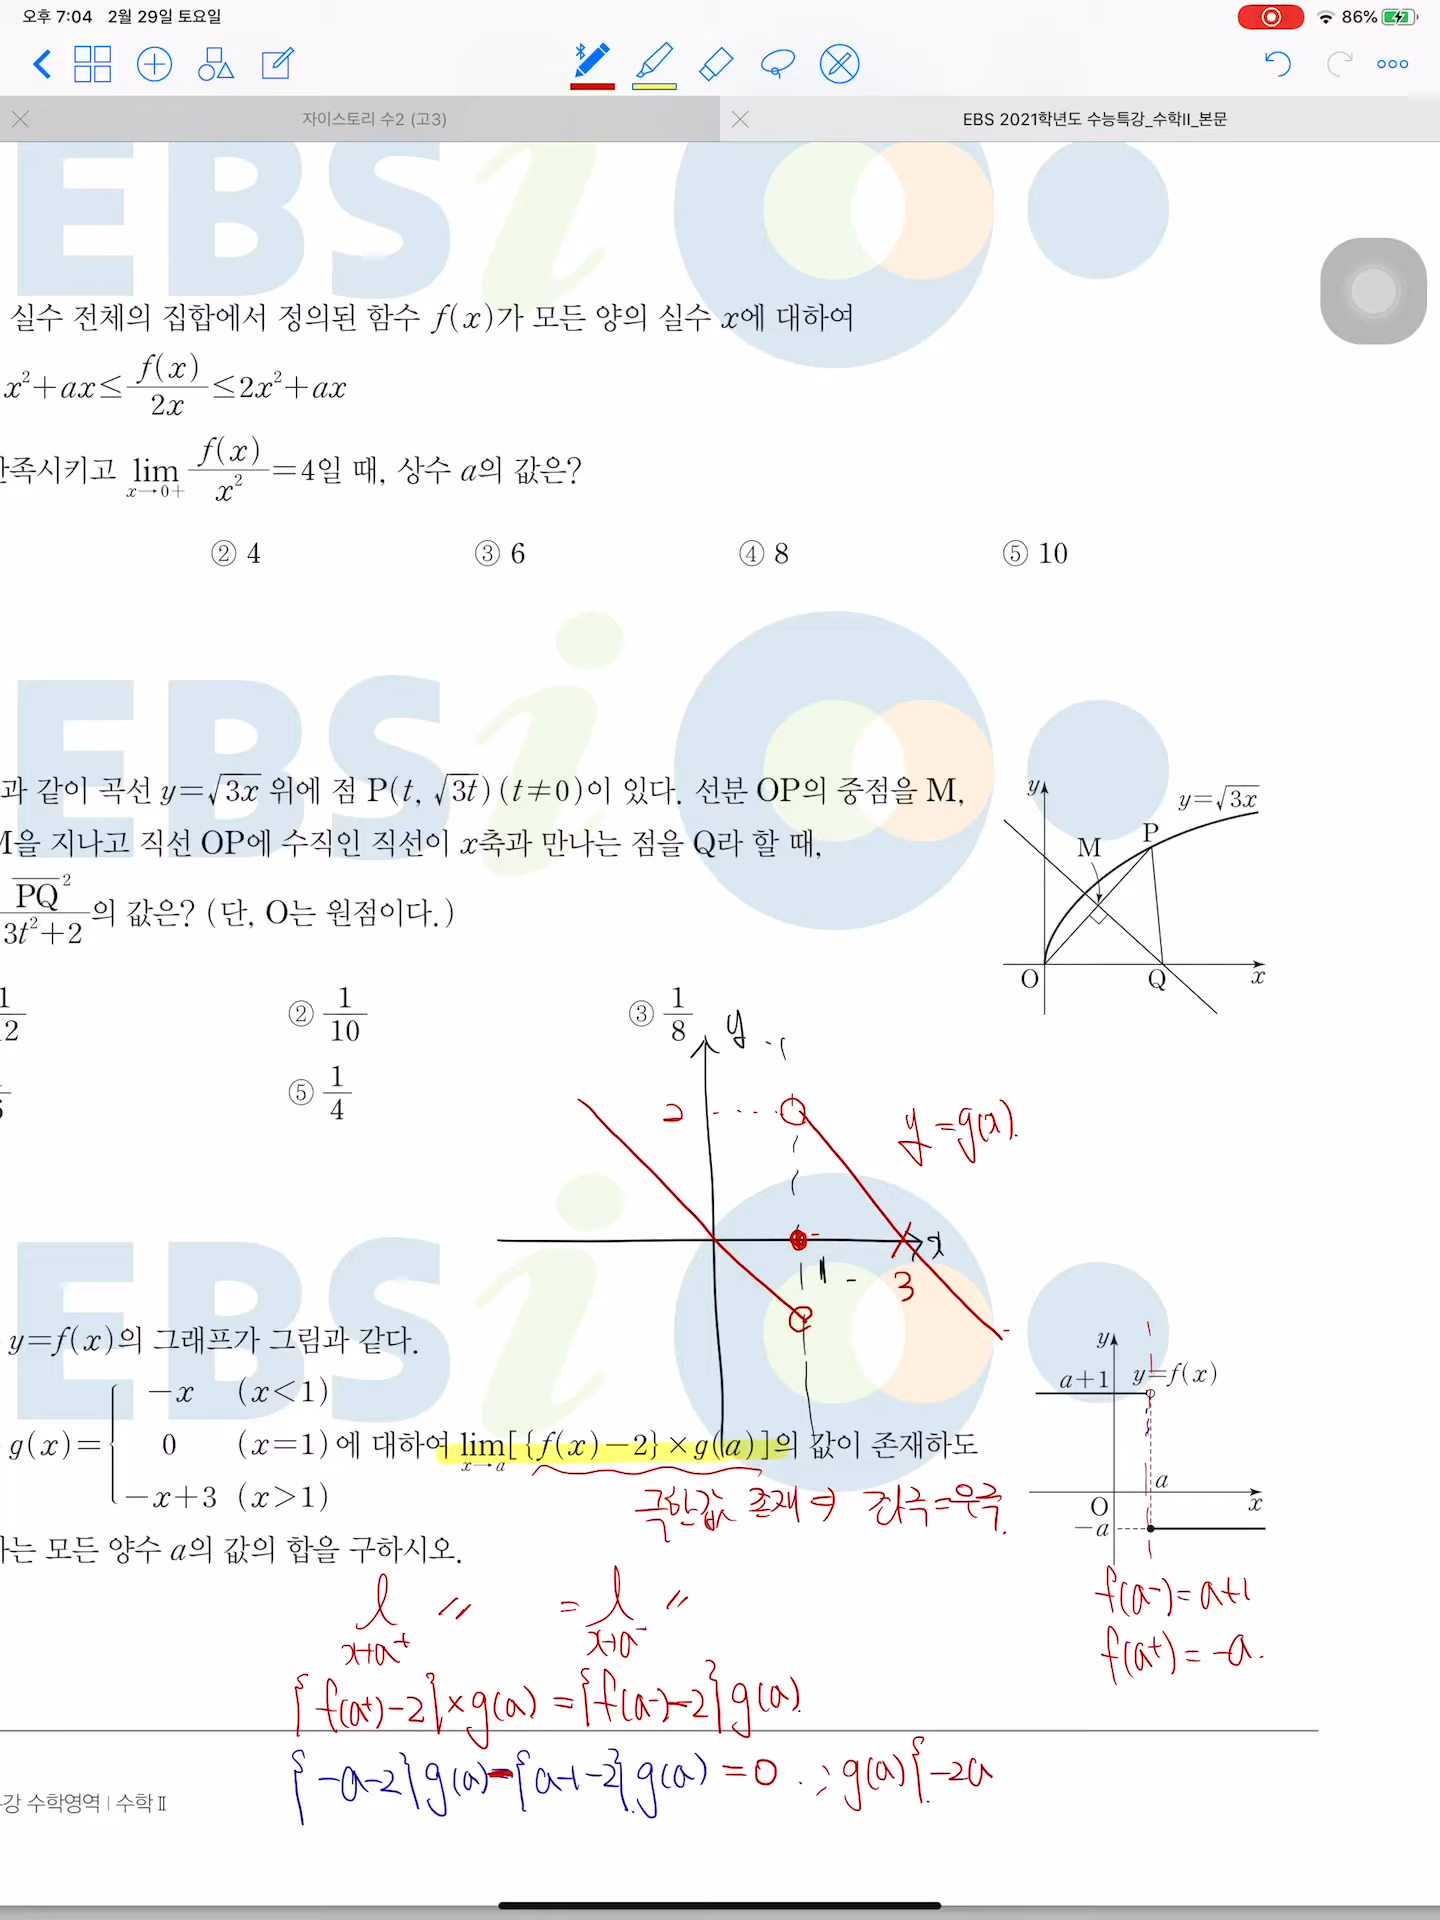 오후 7:04 2월 29일 토요일
86%
자이스토리 수2 (고3)
EBS 2021학년도 수능특강_수학II_본문
EBSi
실수 전체의 집합에서 정의된 함수 f(x)가 모든 양의 실수 x에 대하여
x²+ax≤f(x)/2x≤2x²+ax
족시키고 lim x→0+ f(x)/x²=4일 때, 상수 a의 값은?
② 4 ③ 6 ④ 8 ⑤ 10
EBSi
과 같이 곡선 y=√3x 위에 점 P(t, √3t)(t≠0)이 있다. 선분 OP의 중점을 M,
M을 지나고 직선 OP에 수직인 직선이 x축과 만나는 점을 Q라 할 때,
PQ²/3t²+2의 값은? (단, O는 원점이다.)
y y=√3x
P
M
O Q x
② 1/10 ③ 1/8
⑤ 1/4
y
2
y=g(x).
x
1
3
EBSi
y=f(x)의 그래프가 그림과 같다.
g(x)={ -x (x<1)
0 (x=1)에 대하여 lim x→a [{f(x)-2}×g(a)]의 값이 존재하도
-x+3 (x>1)
는 모든 양수 a의 값의 합을 구하시오.
y
a+1 y=f(x)
a
O x
-a
극한값 존재 ⇒ 좌극=우극.
l x→a⁺ 〃 = l x→a⁻ 〃
f(a-)=a+1
f(a+)=-a.
{f(a+)-2}×g(a)={f(a-)-2}g(a)
{-a-2}g(a)-{a+1-2}g(a)=0 ∴ g(a){-2a
강 수학영역 | 수학Ⅱ